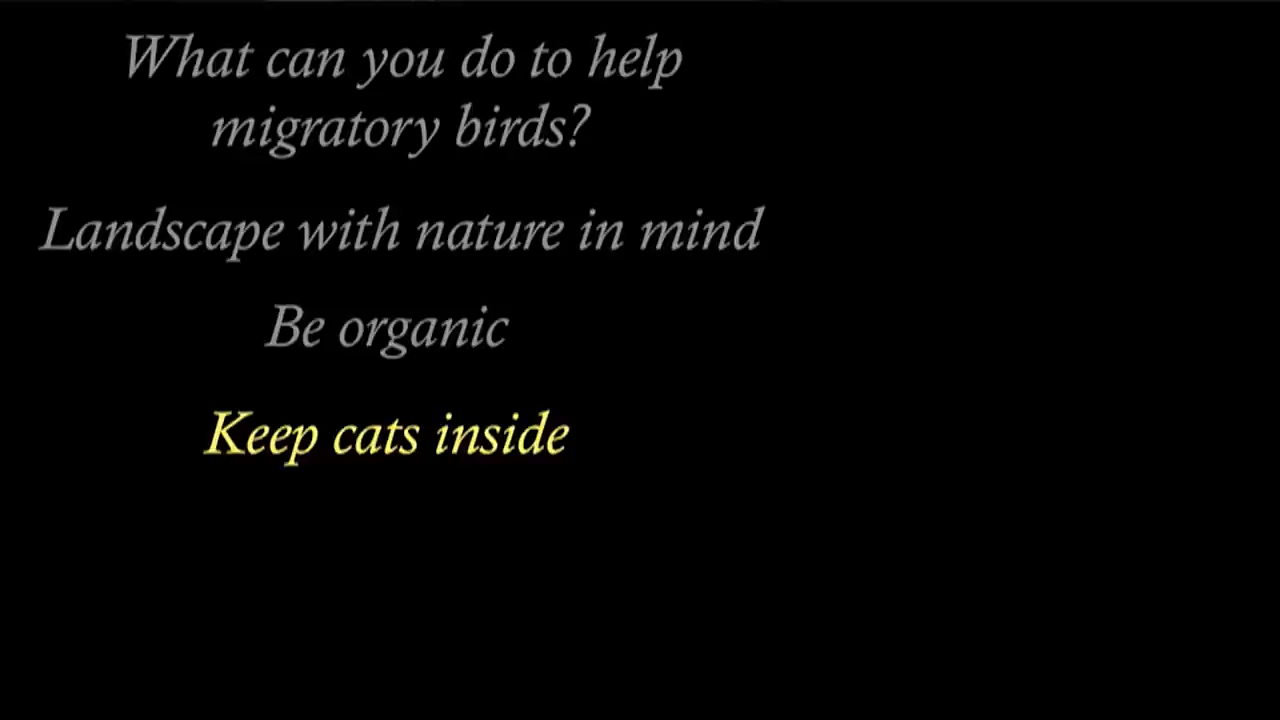 What can you do to help
migratory birds?
Landscape with nature in mind
Be organic
Keep cats inside